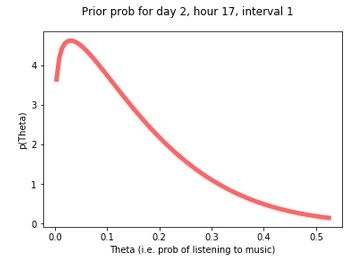 Prior prob for day 2, hour 17, interval 1
p(Theta)
4
3
2
1
0
0.0 0.1 0.2 0.3 0.4 0.5
Theta (i.e. prob of listening to music)